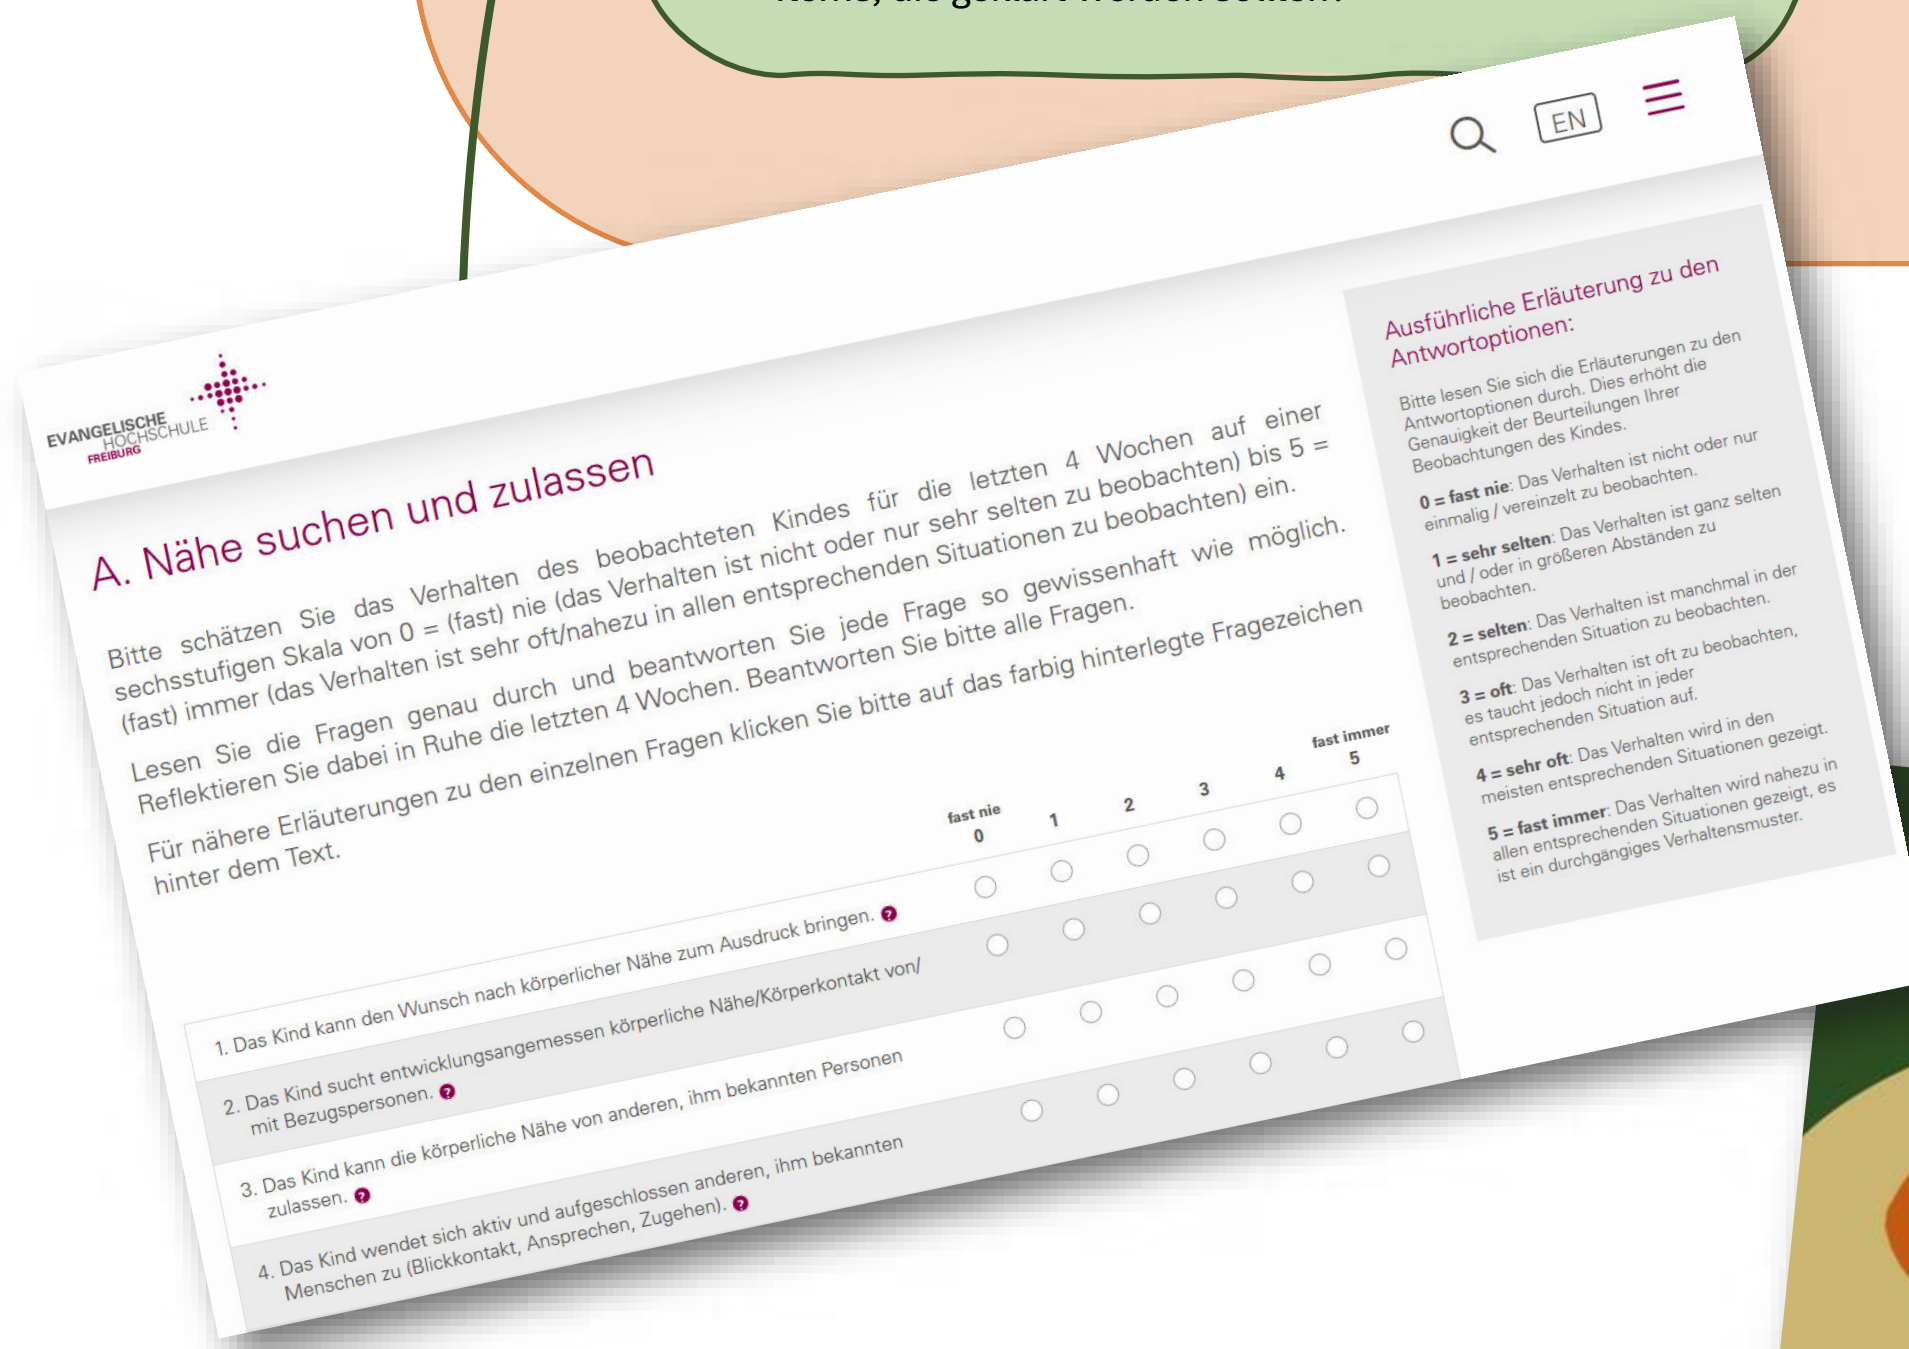 die geklärt werden sollten?
EN
EVANGELISCHE
HOCHSCHULE
FREIBURG
A. Nähe suchen und zulassen
Bitte schätzen Sie das Verhalten des beobachteten Kindes für die letzten 4 Wochen auf einer
sechsstufigen Skala von 0 = (fast) nie (das Verhalten ist nicht oder nur sehr selten zu beobachten) bis 5 =
(fast) immer (das Verhalten ist sehr oft/nahezu in allen entsprechenden Situationen zu beobachten) ein.
Lesen Sie die Fragen genau durch und beantworten Sie jede Frage so gewissenhaft wie möglich.
Reflektieren Sie dabei in Ruhe die letzten 4 Wochen. Beantworten Sie bitte alle Fragen.
Für nähere Erläuterungen zu den einzelnen Fragen klicken Sie bitte auf das farbig hinterlegte Fragezeichen
hinter dem Text.
fast nie
0
1
2
3
4
fast immer
5
1. Das Kind kann den Wunsch nach körperlicher Nähe zum Ausdruck bringen. ?
2. Das Kind sucht entwicklungsangemessen körperliche Nähe/Körperkontakt von/
mit Bezugspersonen. ?
3. Das Kind kann die körperliche Nähe von anderen, ihm bekannten Personen
zulassen. ?
4. Das Kind wendet sich aktiv und aufgeschlossen anderen, ihm bekannten
Menschen zu (Blickkontakt, Ansprechen, Zugehen). ?
Ausführliche Erläuterung zu den
Antwortoptionen:
Bitte lesen Sie sich die Erläuterungen zu den
Antwortoptionen durch. Dies erhöht die
Genauigkeit der Beurteilungen Ihrer
Beobachtungen des Kindes.
0 = fast nie: Das Verhalten ist nicht oder nur
einmalig / vereinzelt zu beobachten.
1 = sehr selten: Das Verhalten ist ganz selten
und / oder in größeren Abständen zu
beobachten.
2 = selten: Das Verhalten ist manchmal in der
entsprechenden Situation zu beobachten.
3 = oft: Das Verhalten ist oft zu beobachten,
es taucht jedoch nicht in jeder
entsprechenden Situation auf.
4 = sehr oft: Das Verhalten wird in den
meisten entsprechenden Situationen gezeigt.
5 = fast immer: Das Verhalten wird nahezu in
allen entsprechenden Situationen gezeigt, es
ist ein durchgängiges Verhaltensmuster.